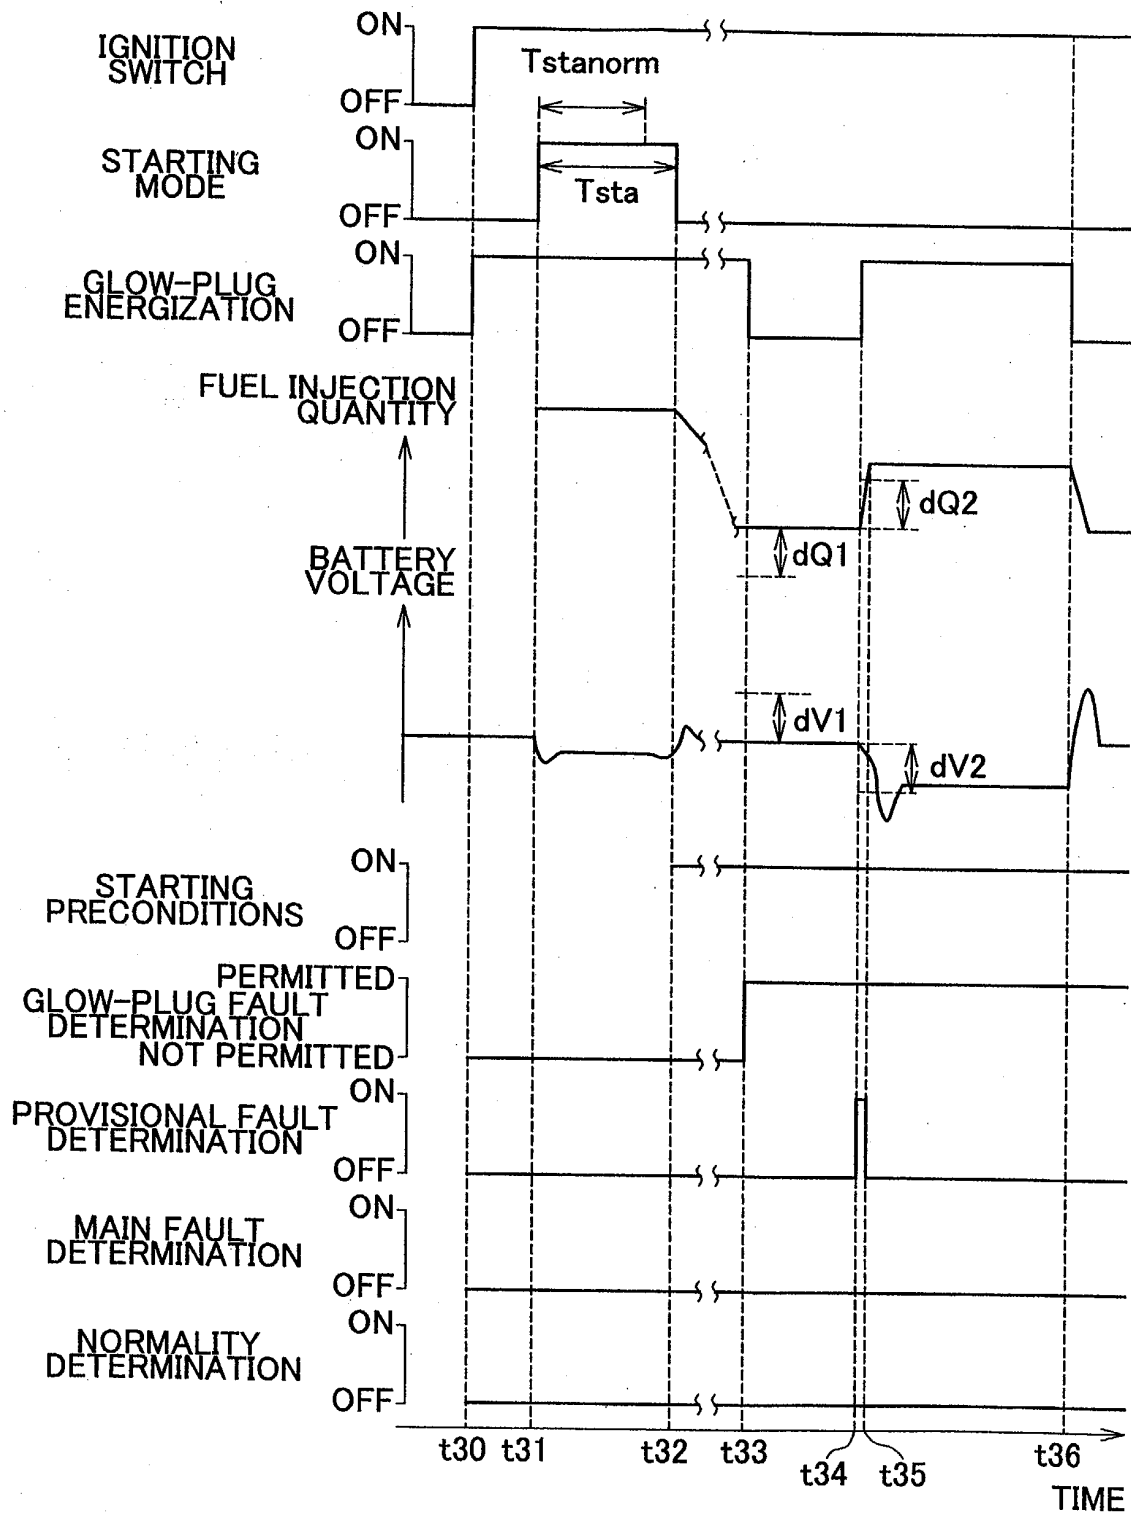 IGNITION
SWITCH
ON
OFF
Tstanorm
STARTING
MODE
ON
OFF
Tsta
GLOW-PLUG
ENERGIZATION
ON
OFF
FUEL INJECTION
QUANTITY
dQ2
dQ1
BATTERY
VOLTAGE
dV1
dV2
STARTING
PRECONDITIONS
ON
OFF
PERMITTED
GLOW-PLUG FAULT
DETERMINATION
NOT PERMITTED
PROVISIONAL FAULT
DETERMINATION
ON
OFF
MAIN FAULT
DETERMINATION
ON
OFF
NORMALITY
DETERMINATION
ON
OFF
t30 t31 t32 t33 t34 t35 t36
TIME